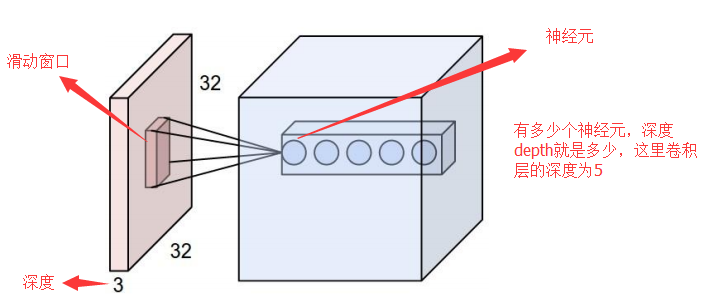 神经元
滑动窗口
32
有多少个神经元，深度
depth就是多少，这里卷积
层的深度为5
32
深度
3